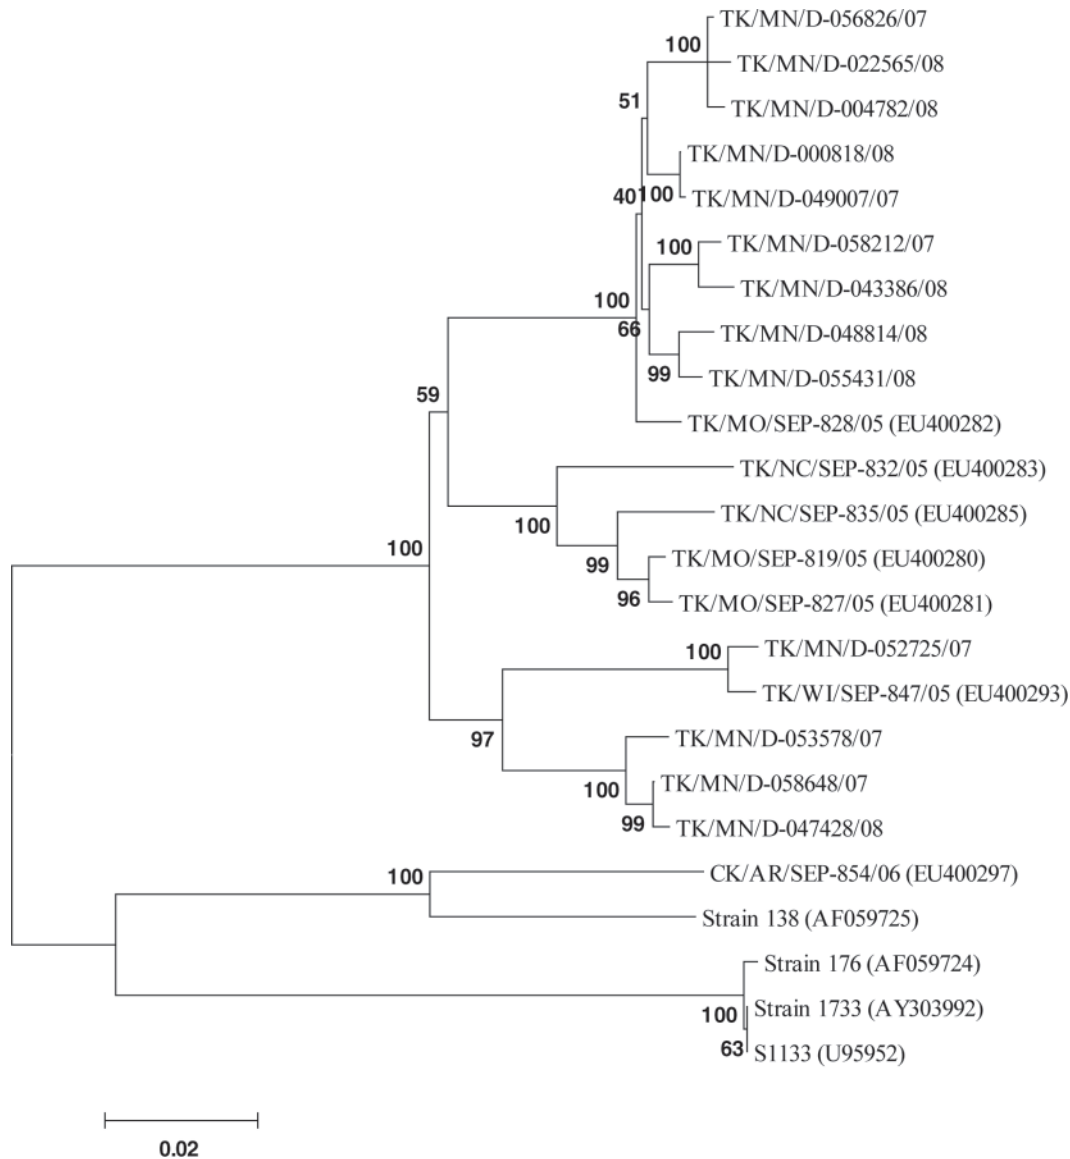 TK/MN/D-056826/07
100
TK/MN/D-022565/08
51
TK/MN/D-004782/08
TK/MN/D-000818/08
40 100
TK/MN/D-049007/07
100
TK/MN/D-058212/07
TK/MN/D-043386/08
100
66
TK/MN/D-048814/08
99
TK/MN/D-055431/08
59
TK/MO/SEP-828/05 (EU400282)
TK/NC/SEP-832/05 (EU400283)
100
TK/NC/SEP-835/05 (EU400285)
100
99
TK/MO/SEP-819/05 (EU400280)
96
TK/MO/SEP-827/05 (EU400281)
100
TK/MN/D-052725/07
TK/WI/SEP-847/05 (EU400293)
97
TK/MN/D-053578/07
100
TK/MN/D-058648/07
99
TK/MN/D-047428/08
100
CK/AR/SEP-854/06 (EU400297)
Strain 138 (AF059725)
Strain 176 (AF059724)
100
Strain 1733 (AY303992)
63
S1133 (U95952)
0.02